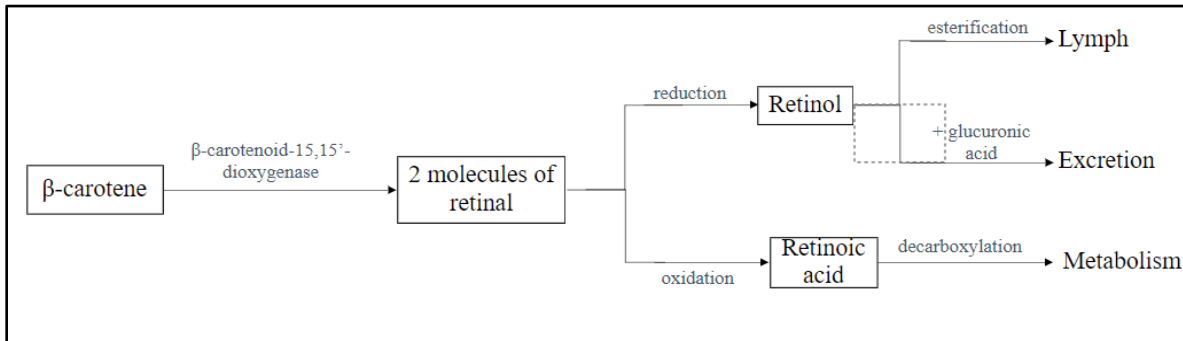 β-carotene
β-carotenoid-15,15’-
dioxygenase
2 molecules of
retinal
reduction
Retinol
esterification
Lymph
+ glucuronic
acid
Excretion
oxidation
Retinoic
acid
decarboxylation
Metabolism